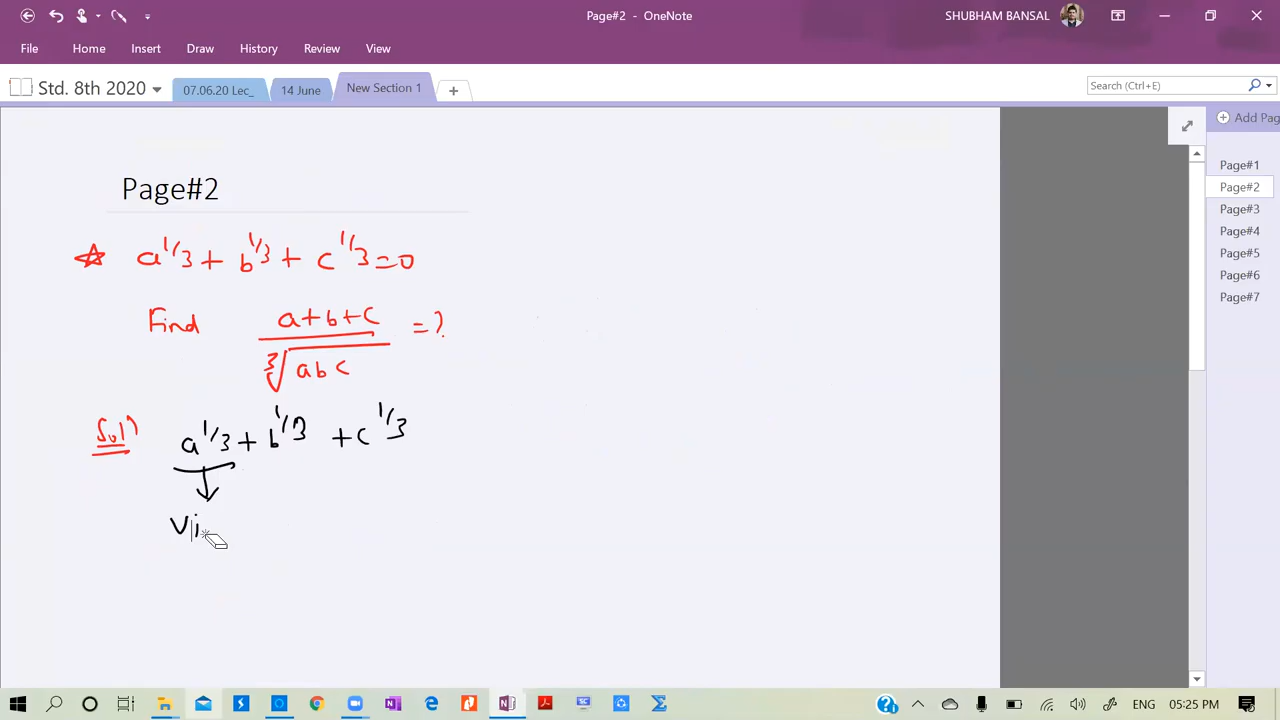 Page#2 - OneNote
SHUBHAM BANSAL
File Home Insert Draw History Review View
Std. 8th 2020
07.06.20 Lec_
14 June
New Section 1
Search (Ctrl+E)
Add Pag
Page#2
a^1/3 + b^1/3 + c^1/3 = 0
Find a+b+c / ∛abc = ?
Sol^n
a^1/3 + b^1/3 + c^1/3
Vi
Page#1
Page#2
Page#3
Page#4
Page#5
Page#6
Page#7
ENG
05:25 PM